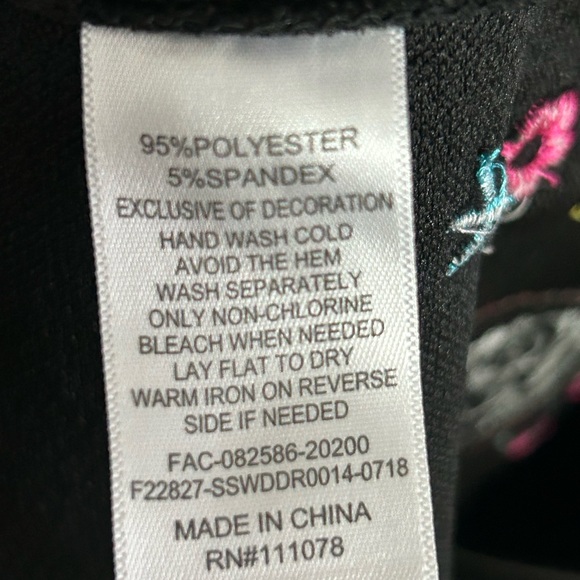 95%POLYESTER
5%SPANDEX
EXCLUSIVE OF DECORATION
HAND WASH COLD
AVOID THE HEM
WASH SEPARATELY
ONLY NON-CHLORINE
BLEACH WHEN NEEDED
LAY FLAT TO DRY
WARM IRON ON REVERSE
SIDE IF NEEDED
FAC-082586-20200
F22827-SSWDDR0014-0718
MADE IN CHINA
RN#111078